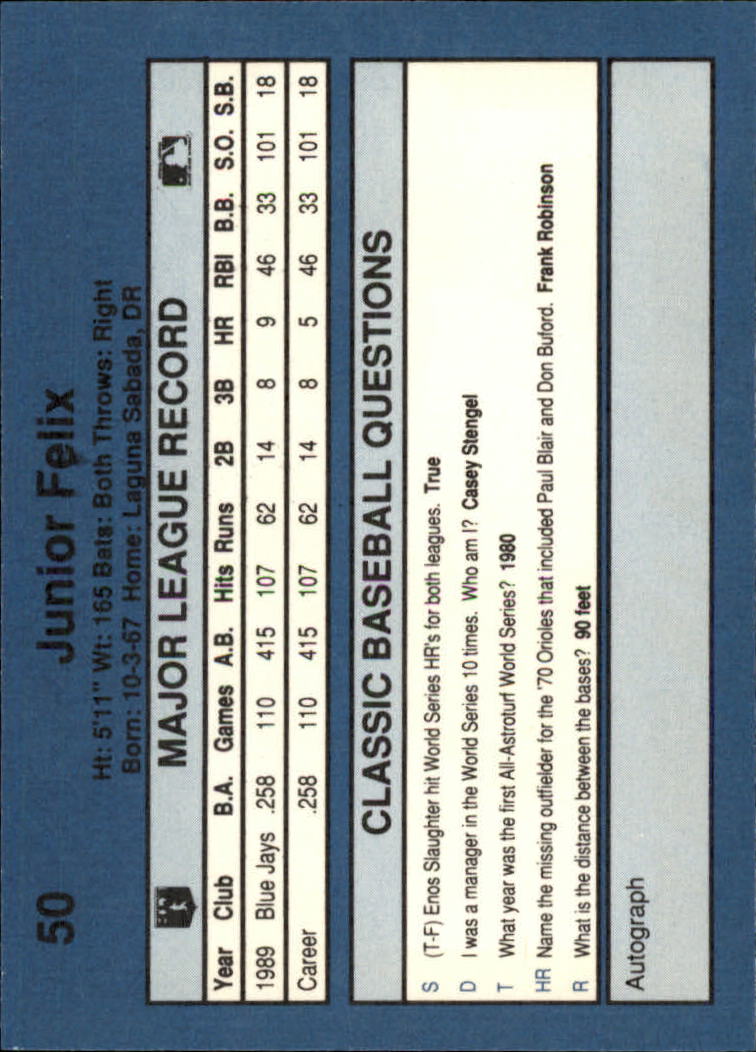 50 Junior Felix
Ht: 5'11" Wt: 165 Bats: Both Throws: Right
Born: 10-3-67 Home: Laguna Sabada, DR
MAJOR LEAGUE RECORD
Year Club B.A. Games A.B. Hits Runs 2B 3B HR RBI B.B. S.O. S.B.
1989 Blue Jays .258 110 415 107 62 14 8 9 46 33 101 18
Career .258 110 415 107 62 14 8 5 46 33 101 18
CLASSIC BASEBALL QUESTIONS
S (T-F) Enos Slaughter hit World Series HR's for both leagues. True
D I was a manager in the World Series 10 times. Who am I? Casey Stengel
T What year was the first All-Astroturf World Series? 1980
HR Name the missing outfielder for the '70 Orioles that included Paul Blair and Don Buford. Frank Robinson
R What is the distance between the bases? 90 feet
Autograph